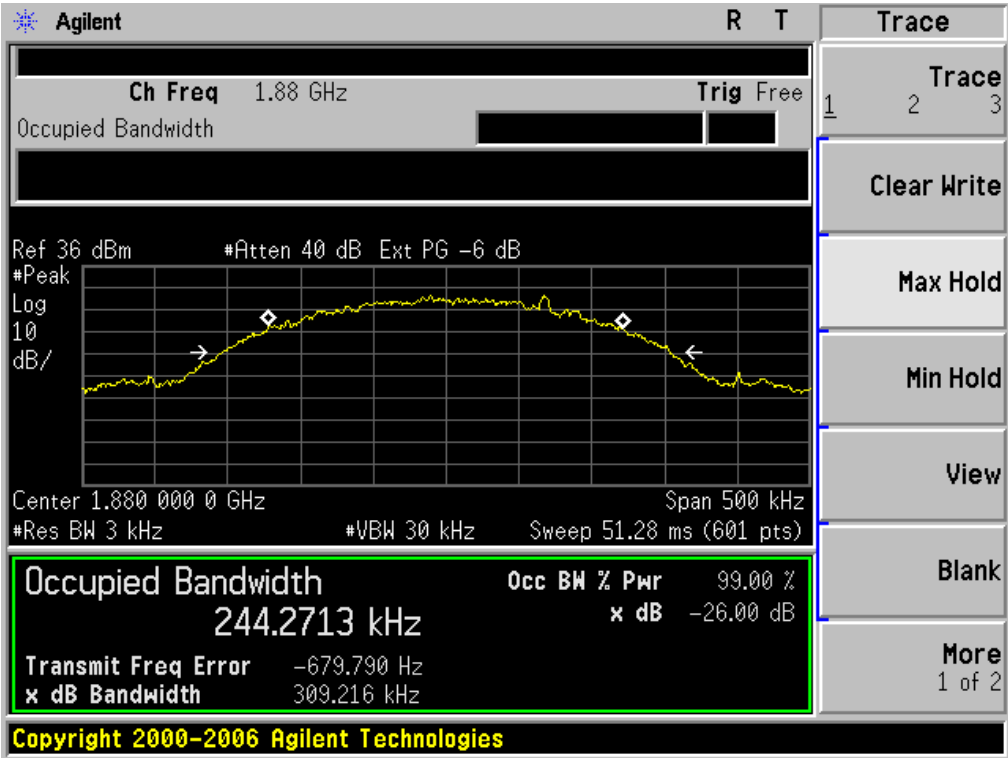 Agilent R T Trace
Ch Freq 1.88 GHz Trig Free
Occupied Bandwidth
Trace
1 2 3
Clear Write
Max Hold
Min Hold
View
Blank
More
1 of 2
Ref 36 dBm #Atten 40 dB Ext PG -6 dB
#Peak
Log
10
dB/
Center 1.880 000 0 GHz Span 500 kHz
#Res BW 3 kHz #VBW 30 kHz Sweep 51.28 ms (601 pts)
Occupied Bandwidth Occ BW % Pwr 99.00 %
244.2713 kHz x dB -26.00 dB
Transmit Freq Error -679.790 Hz
x dB Bandwidth 309.216 kHz
Copyright 2000-2006 Agilent Technologies